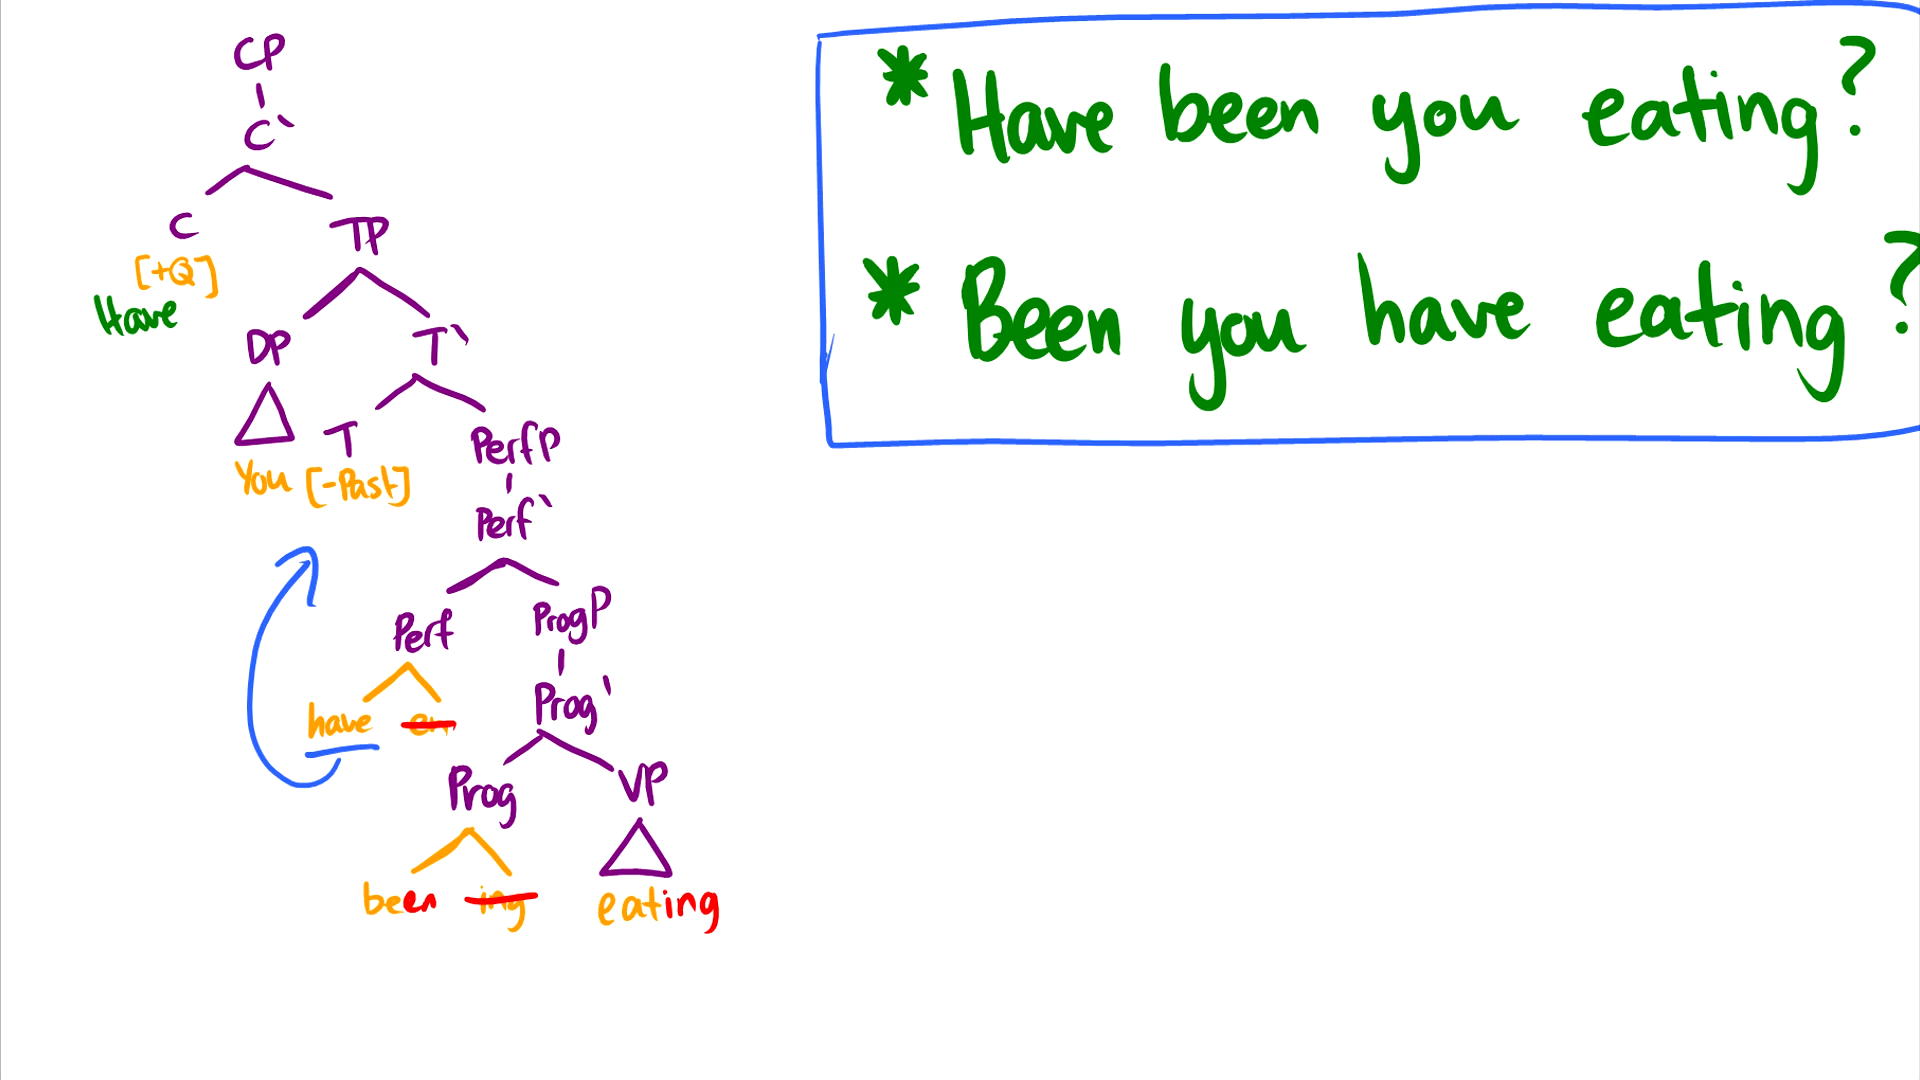 CP
C`
C TP
[+Q]
Have
DP T`
T PerfP
You [-Past]
Perf`
Perf ProgP
have en
Prog'
Prog VP
been ing eating
* Have been you eating?
* Been you have eating?